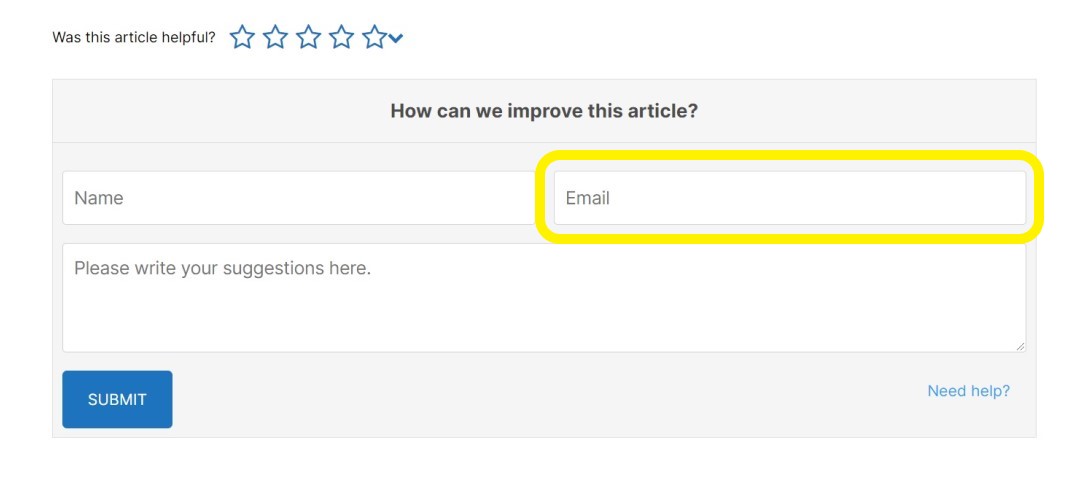 Was this article helpful?
How can we improve this article?
Name
Email
Please write your suggestions here.
SUBMIT
Need help?